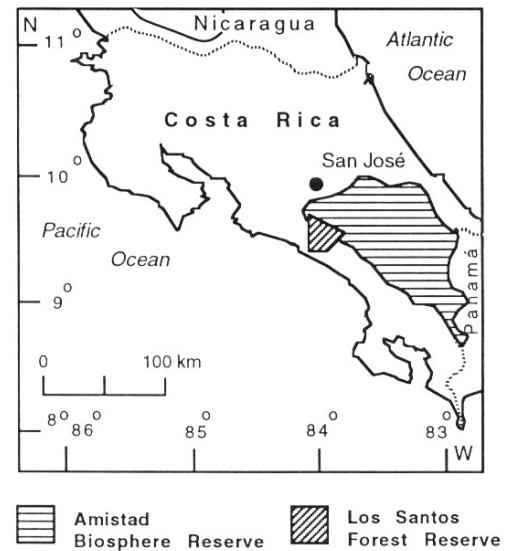 N
Nicaragua
11°
Atlantic
Ocean
Costa Rica
San José
10°
Pacific
Ocean
Panamá
9°
0 100 km
8°
86° 85° 84° 83°
W
Amistad
Biosphere Reserve
Los Santos
Forest Reserve